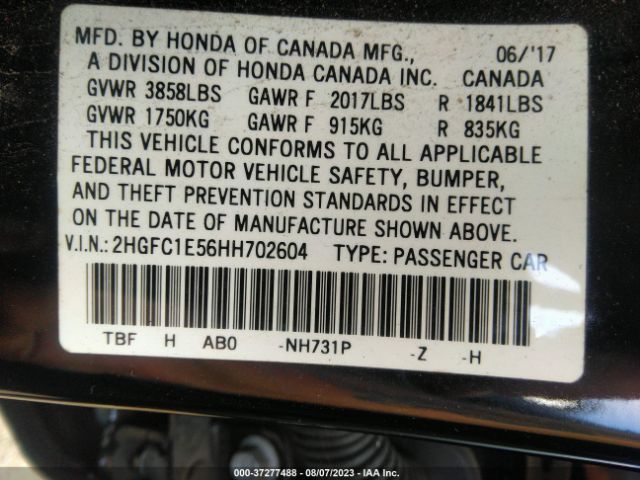 MFD. BY HONDA OF CANADA MFG., 06/'17
A DIVISION OF HONDA CANADA INC. CANADA
GVWR 3858LBS GAWR F 2017LBS R 1841LBS
GVWR 1750KG GAWR F 915KG R 835KG
THIS VEHICLE CONFORMS TO ALL APPLICABLE
FEDERAL MOTOR VEHICLE SAFETY, BUMPER,
AND THEFT PREVENTION STANDARDS IN EFFECT
ON THE DATE OF MANUFACTURE SHOWN ABOVE.
V.I.N.: 2HGFC1E56HH702604 TYPE: PASSENGER CAR
TBF H AB0 -NH731P -Z -H
000-37277488 - 08/07/2023 - IAA Inc.